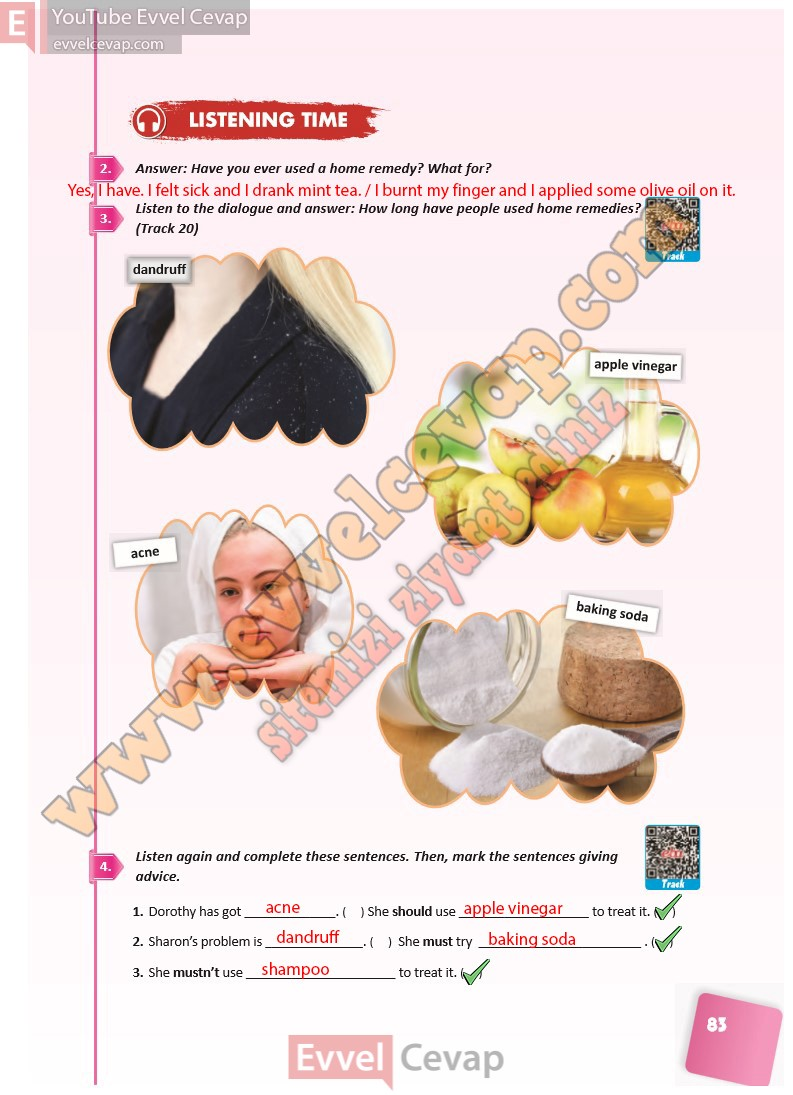 E
YouTube Evvel Cevap
evvelcevap.com
LISTENING TIME
2. Answer: Have you ever used a home remedy? What for?
Yes, I have. I felt sick and I drank mint tea. / I burnt my finger and I applied some olive oil on it.
3. Listen to the dialogue and answer: How long have people used home remedies?
(Track 20)
Track
dandruff
apple vinegar
acne
baking soda
www.evvelcevap.com
sitemizi ziyaret ediniz
4. Listen again and complete these sentences. Then, mark the sentences giving
advice.
Track
1. Dorothy has got acne. ( ) She should use apple vinegar to treat it. (✓)
2. Sharon's problem is dandruff. ( ) She must try baking soda . (✓)
3. She mustn't use shampoo to treat it. (✓)
83
Evvel Cevap